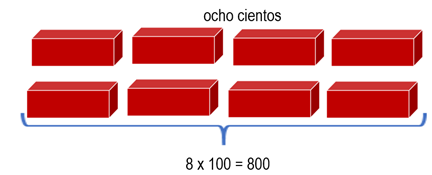 ocho cientos
8 x 100 = 800